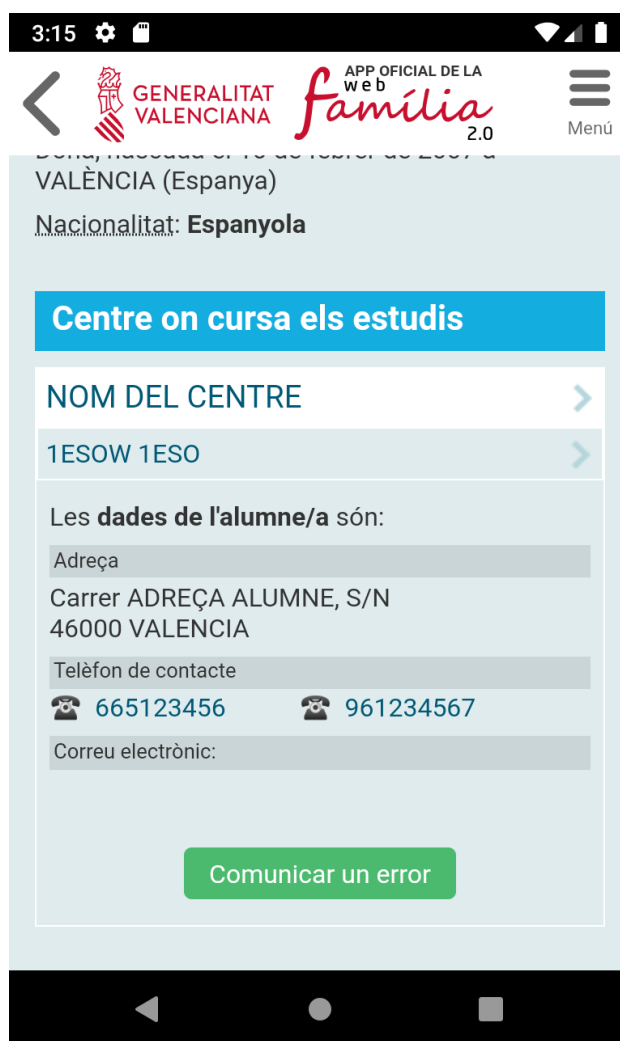 3:15
GENERALITAT
VALENCIANA
APP OFICIAL DE LA
web
família
2.0
Menú
VALÈNCIA (Espanya)
Nacionalitat: Espanyola
Centre on cursa els estudis
NOM DEL CENTRE
1ESOW 1ESO
Les dades de l'alumne/a són:
Adreça
Carrer ADREÇA ALUMNE, S/N
46000 VALENCIA
Telèfon de contacte
665123456 961234567
Correu electrònic:
Comunicar un error